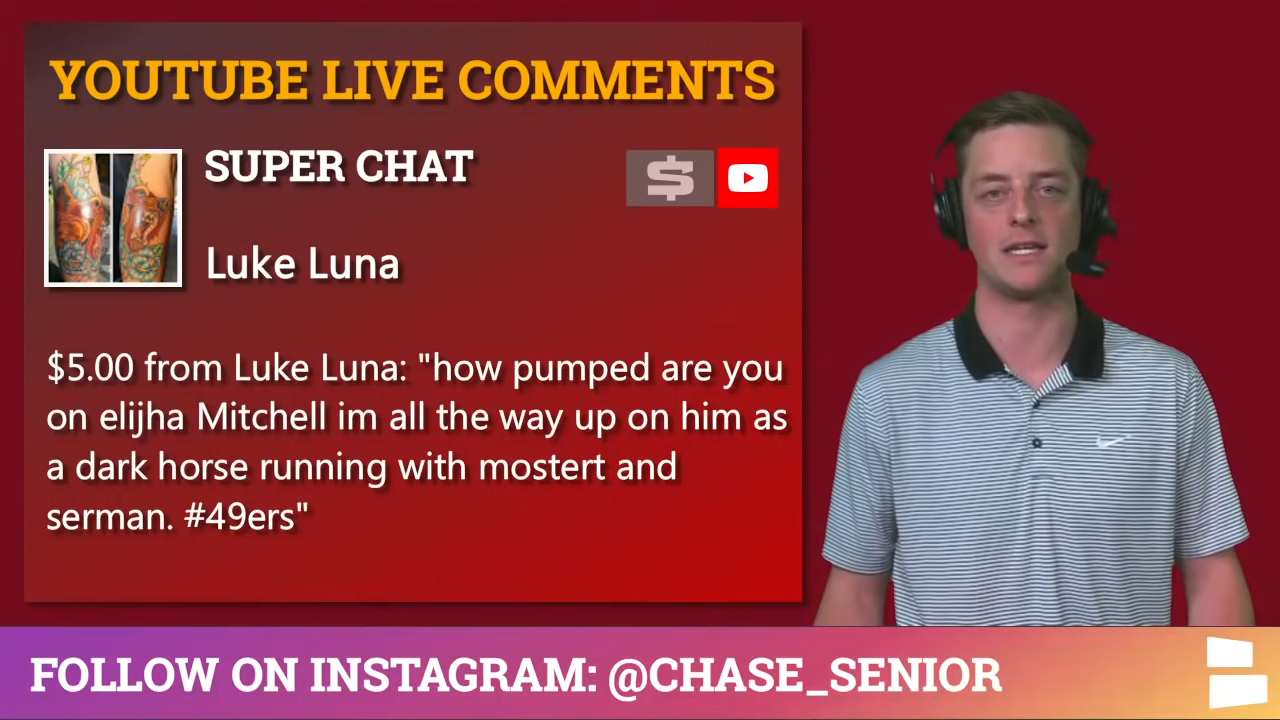 YOUTUBE LIVE COMMENTS
SUPER CHAT
Luke Luna
$5.00 from Luke Luna: "how pumped are you
on elijha Mitchell im all the way up on him as
a dark horse running with mostert and
serman. #49ers"
FOLLOW ON INSTAGRAM: @CHASE_SENIOR